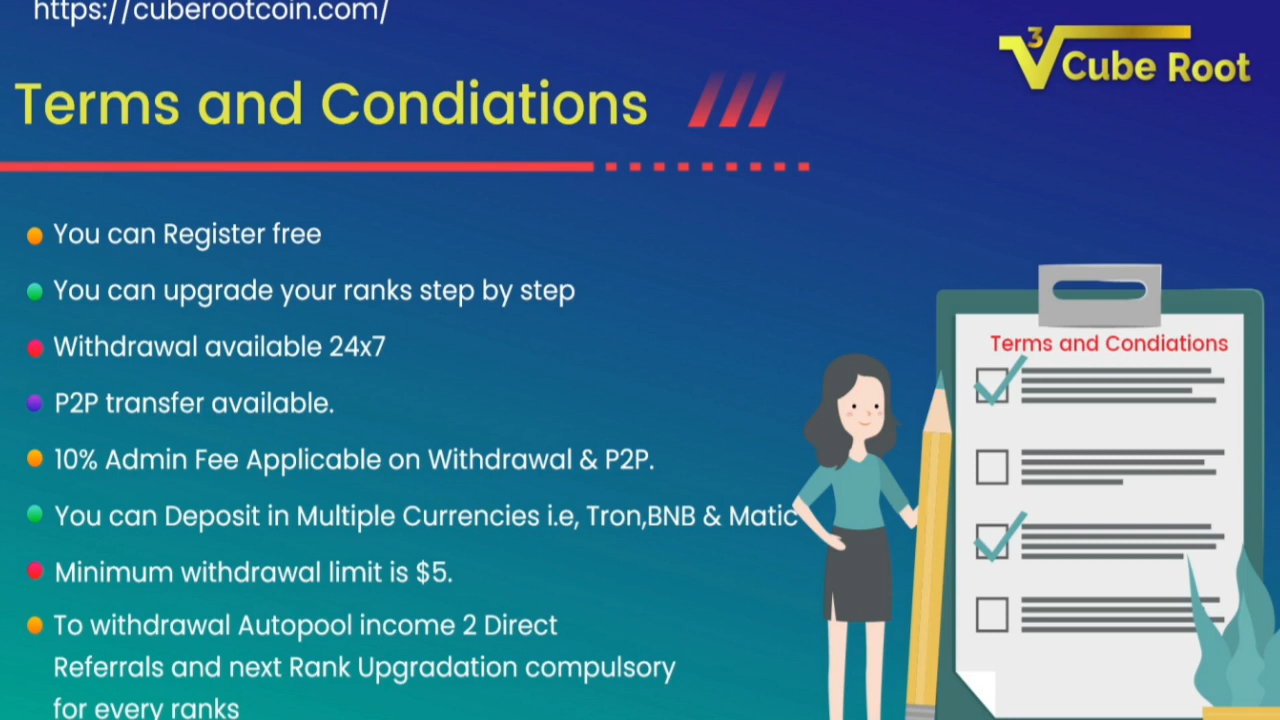 https://cuberootcoin.com/
3
Cube Root
Terms and Condiations
You can Register free
You can upgrade your ranks step by step
Withdrawal available 24x7
P2P transfer available.
10% Admin Fee Applicable on Withdrawal & P2P.
You can Deposit in Multiple Currencies i.e, Tron,BNB & Matic
Minimum withdrawal limit is $5.
To withdrawal Autopool income 2 Direct
Referrals and next Rank Upgradation compulsory
for every ranks
Terms and Condiations